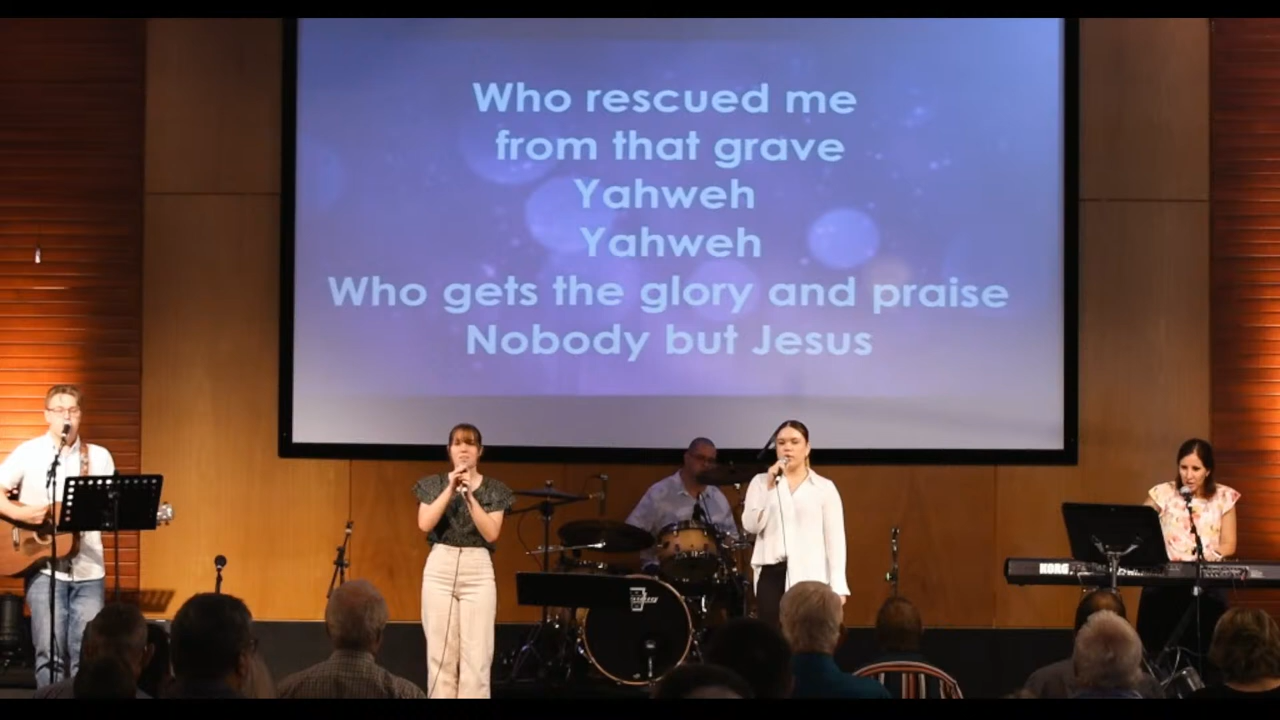 Who rescued me
from that grave
Yahweh
Yahweh
Who gets the glory and praise
Nobody but Jesus
KORG